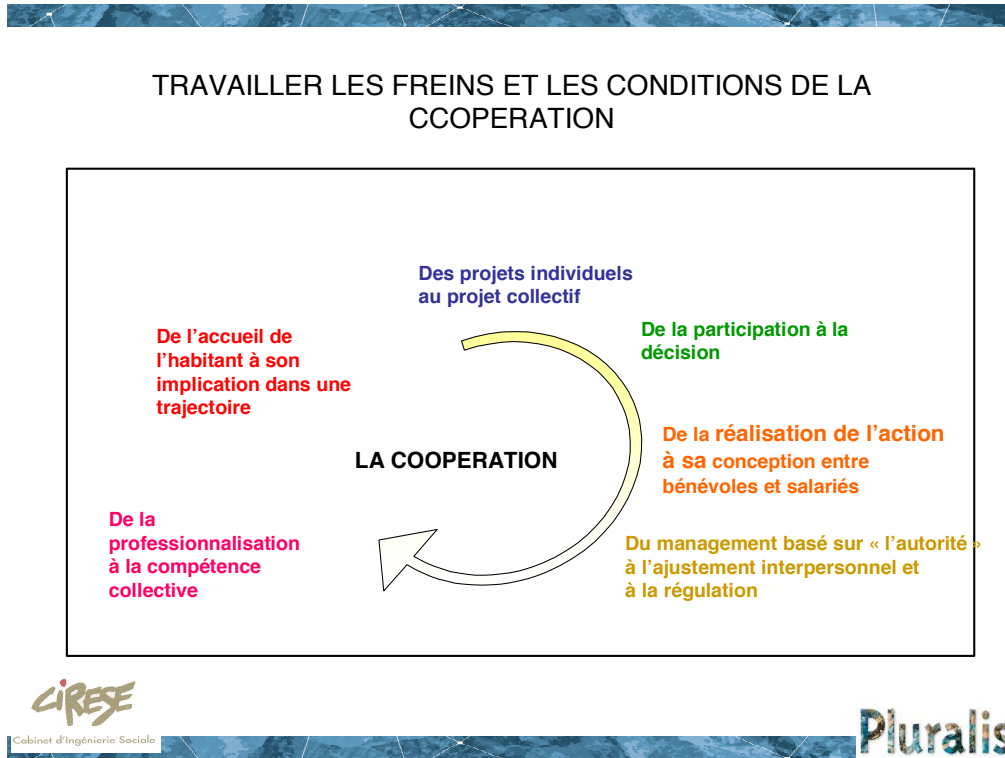 TRAVAILLER LES FREINS ET LES CONDITIONS DE LA
CCOPERATION
Des projets individuels
au projet collectif
De la participation à la
décision
De l’accueil de
l’habitant à son
implication dans une
trajectoire
De la réalisation de l’action
à sa conception entre
bénévoles et salariés
LA COOPERATION
De la
professionnalisation
à la compétence
collective
Du management basé sur « l’autorité »
à l’ajustement interpersonnel et
à la régulation
CiRESE
Cabinet d'Ingénierie Sociale
Pluralis